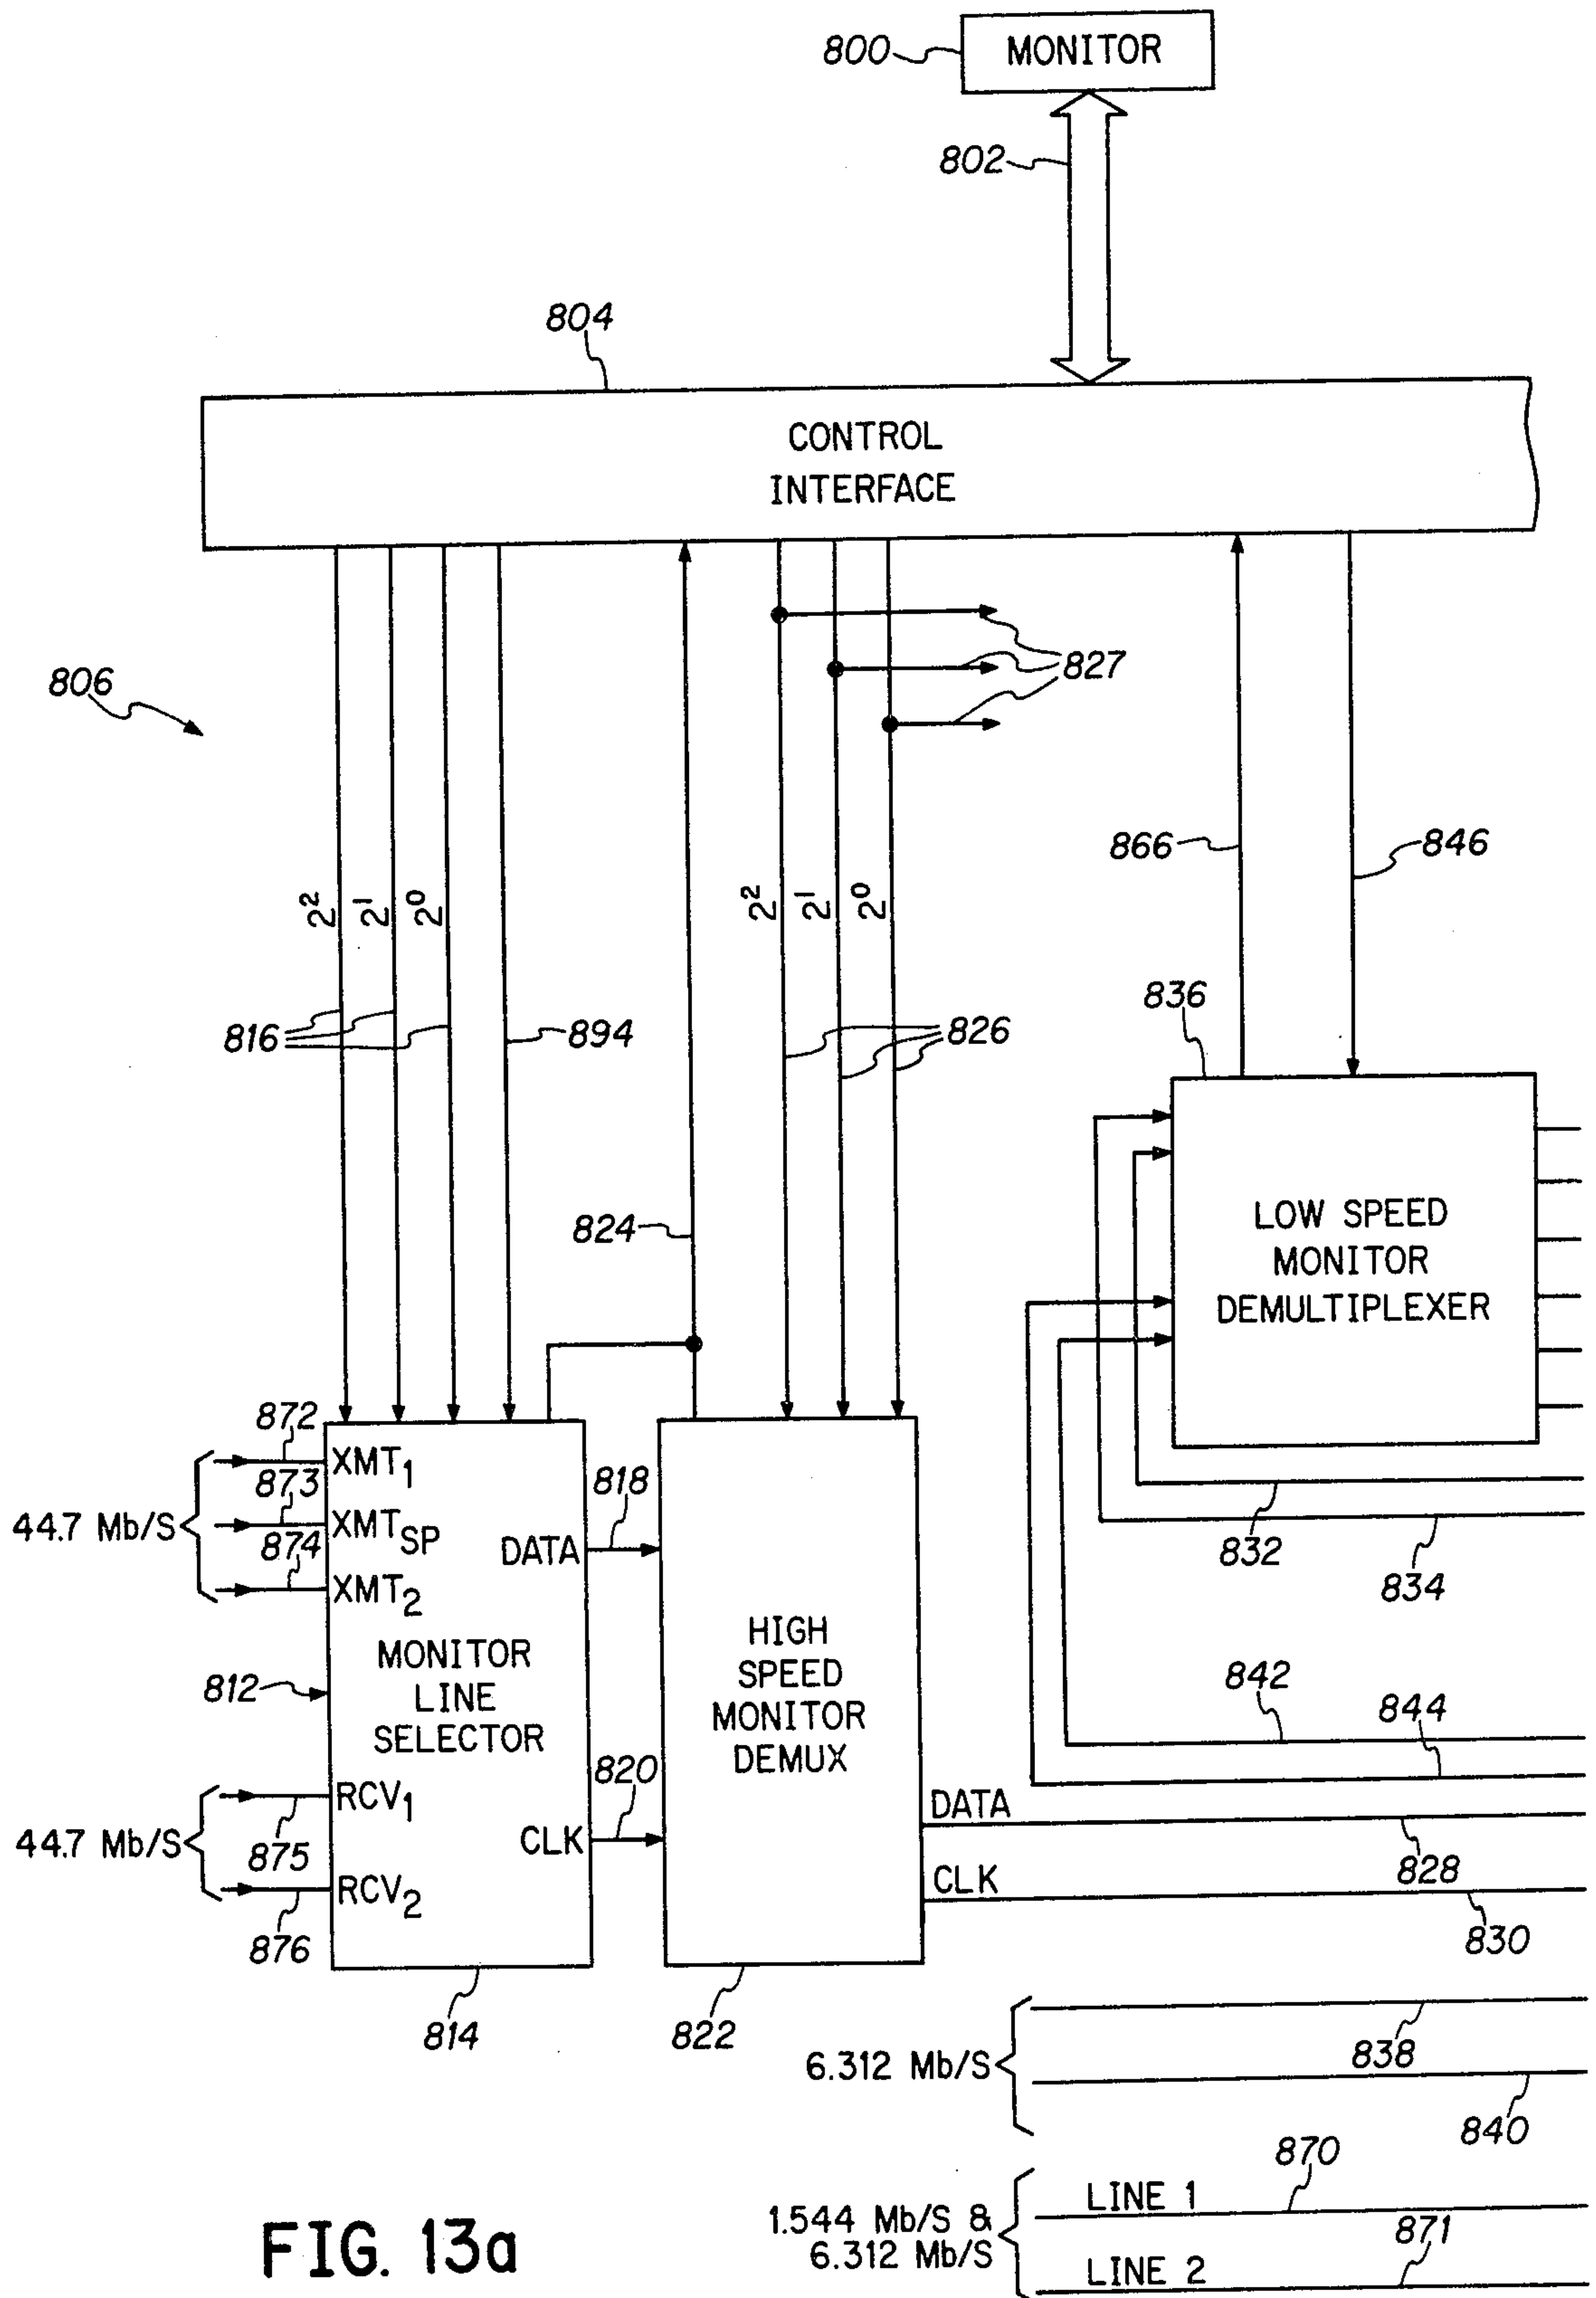 800
MONITOR
802
804
CONTROL
INTERFACE
827
806
866
846
2²
2¹
2⁰
2²
2¹
2⁰
836
816
894
826
824
LOW SPEED
MONITOR
DEMULTIPLEXER
872
XMT₁
873
44.7 Mb/S
XMT_SP
874
XMT₂
DATA
818
832
834
MONITOR
LINE
SELECTOR
812
HIGH
SPEED
MONITOR
DEMUX
842
844
820
RCV₁
44.7 Mb/S
875
CLK
RCV₂
876
DATA
828
CLK
830
814
822
6.312 Mb/S
838
840
870
1.544 Mb/S &
6.312 Mb/S
LINE 1
871
LINE 2
FIG. 13a